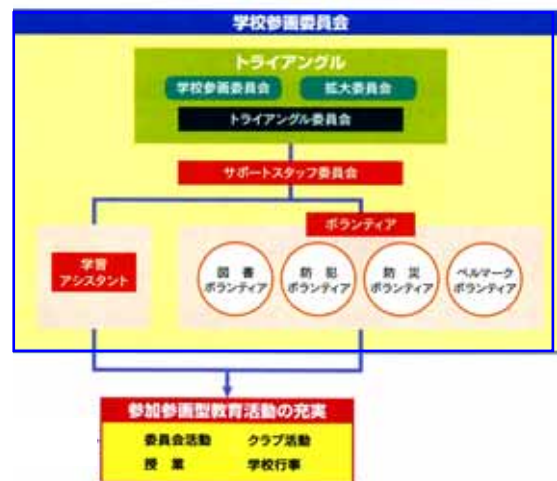 学校参画委員会
トライアングル
学校参画委員会 拡大委員会
トライアングル委員会
サポートスタッフ委員会
ボランティア
学習
アシスタント
図書
ボランティア
防犯
ボランティア
防災
ボランティア
ベルマーク
ボランティア
参加参画型教育活動の充実
委員会活動 クラブ活動
授業 学校行事